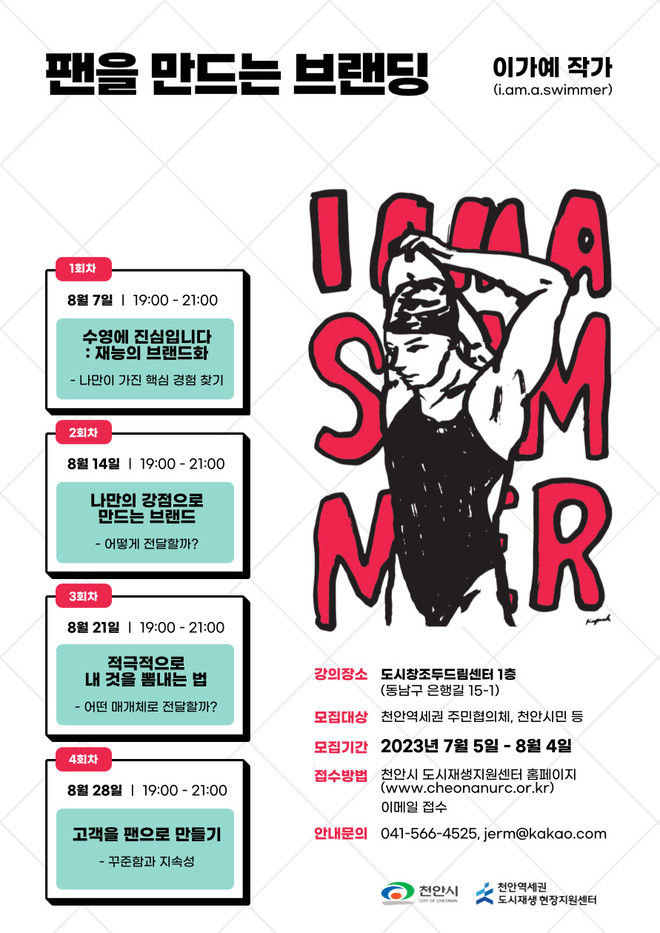 팬을 만드는 브랜딩
이가예 작가
(i.am.a.swimmer)
1회차
8월 7일 | 19:00 - 21:00
수영에 진심입니다
: 재능의 브랜드화
- 나만이 가진 핵심 경험 찾기
2회차
8월 14일 | 19:00 - 21:00
나만의 강점으로
만드는 브랜드
- 어떻게 전달할까?
3회차
8월 21일 | 19:00 - 21:00
적극적으로
내 것을 뽐내는 법
- 어떤 매개체로 전달할까?
4회차
8월 28일 | 19:00 - 21:00
고객을 팬으로 만들기
- 꾸준함과 지속성
I AM A
S M
M ER
강의장소 도시창조두드림센터 1층
(동남구 은행길 15-1)
모집대상 천안역세권 주민협의체, 천안시민 등
모집기간 2023년 7월 5일 - 8월 4일
접수방법 천안시 도시재생지원센터 홈페이지
(www.cheonanurc.or.kr)
이메일 접수
안내문의 041-566-4525, jerm@kakao.com
천안시
CITY OF CHEONAN
천안역세권
도시재생 현장지원센터